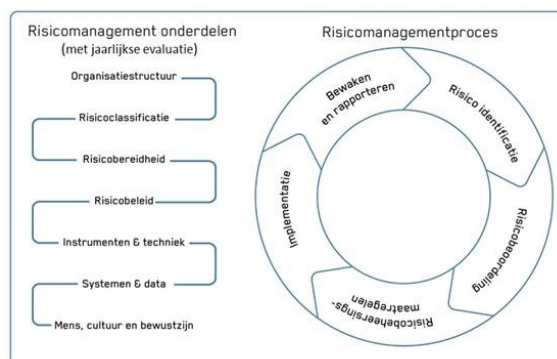 Risicomanagement onderdelen
(met jaarlijkse evaluatie)
Organisatiestructuur
Risicoclassificatie
Risicobereidheid
Risicobeleid
Instrumenten & techniek
Systemen & data
Mens, cultuur en bewustzijn
Risicomanagementproces
Bewaken
en rapporteren
Risico identificatie
Risicobeoordeling
Risicobeheersings-
maatregelen
Implementatie